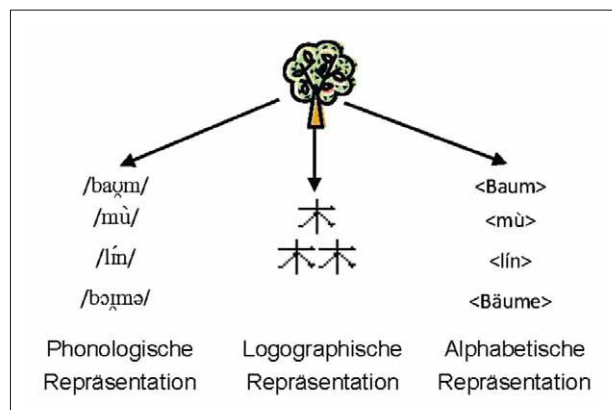 /baʊ̯m/ <Baum>
/mù/ 木 <mù>
/lín/ 木木 <lín>
/bɔɪ̯mə/ <Bäume>
Phonologische Logographische Alphabetische
Repräsentation Repräsentation Repräsentation